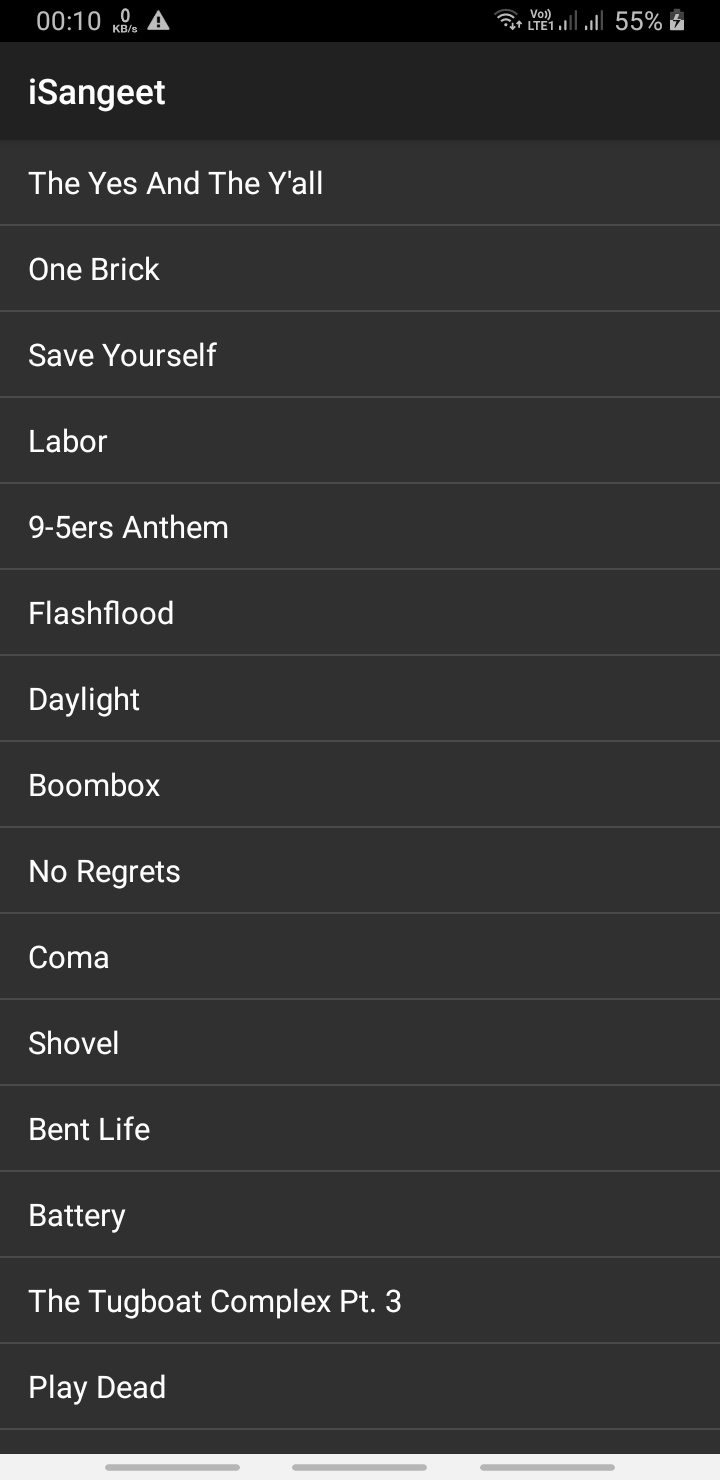 00:10 0 KB/s Vo)) LTE1 55%
iSangeet
The Yes And The Y'all
One Brick
Save Yourself
Labor
9-5ers Anthem
Flashflood
Daylight
Boombox
No Regrets
Coma
Shovel
Bent Life
Battery
The Tugboat Complex Pt. 3
Play Dead